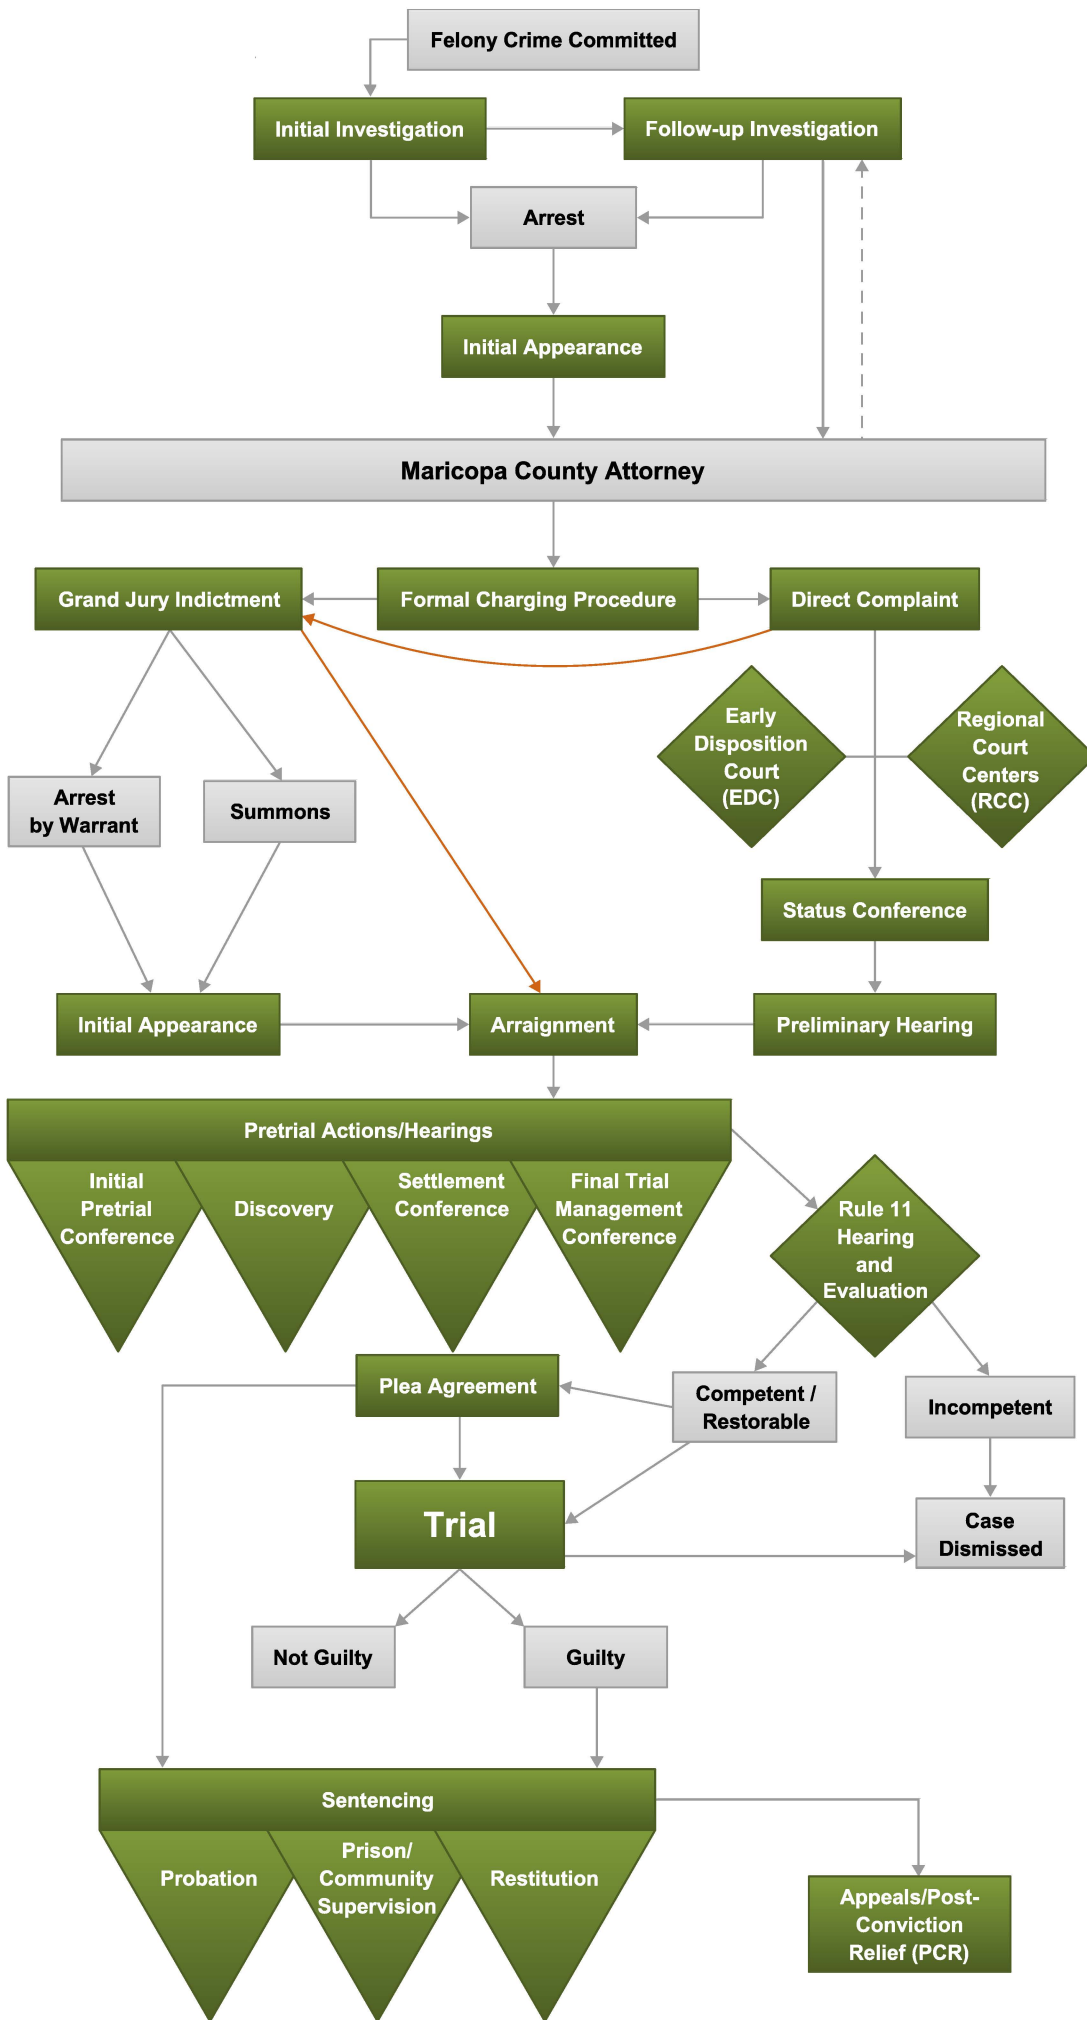 Felony Crime Committed
Initial Investigation
Follow-up Investigation
Arrest
Initial Appearance
Maricopa County Attorney
Grand Jury Indictment
Formal Charging Procedure
Direct Complaint
Early
Disposition
Court
(EDC)
Regional
Court
Centers
(RCC)
Arrest
by Warrant
Summons
Status Conference
Initial Appearance
Arraignment
Preliminary Hearing
Pretrial Actions/Hearings
Initial
Pretrial
Conference
Discovery
Settlement
Conference
Final Trial
Management
Conference
Rule 11
Hearing
and
Evaluation
Plea Agreement
Competent /
Restorable
Incompetent
Trial
Case
Dismissed
Not Guilty
Guilty
Sentencing
Probation
Prison/
Community
Supervision
Restitution
Appeals/Post-
Conviction
Relief (PCR)